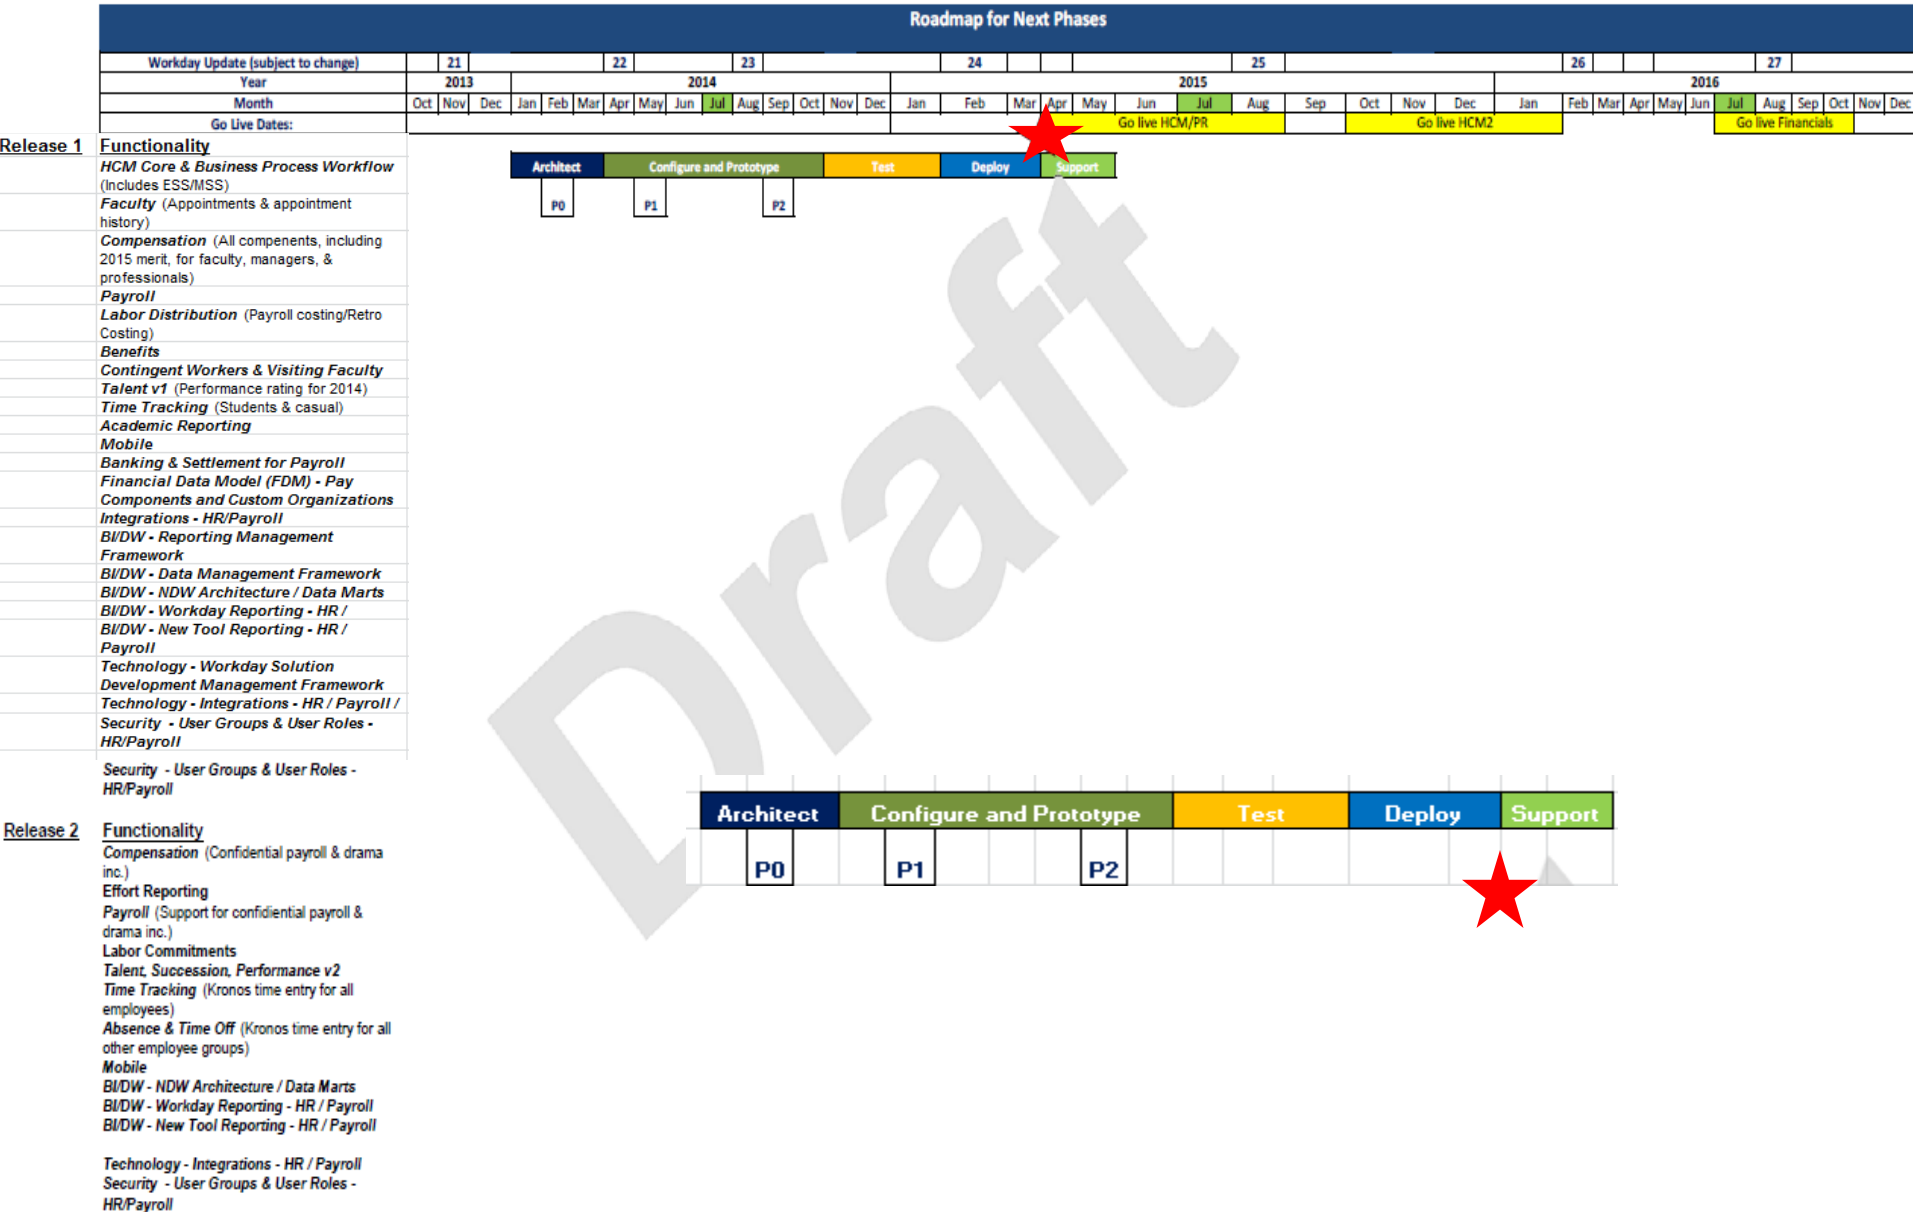 Roadmap for Next Phases
Workday Update (subject to change) 21 22 23 24 25 26 27
Year 2013 2014 2015 2016
Month Oct Nov Dec Jan Feb Mar Apr May Jun Jul Aug Sep Oct Nov Dec Jan Feb Mar Apr May Jun Jul Aug Sep Oct Nov Dec Jan Feb Mar Apr May Jun Jul Aug Sep Oct Nov Dec
Go Live Dates: Go live HCM/PR Go live HCM2 Go live Financials
Release 1 Functionality
HCM Core & Business Process Workflow
(Includes ESS/MSS)
Architect Configure and Prototype Test Deploy Support
Faculty (Appointments & appointment
history)
P0 P1 P2
Compensation (All compenents, including
2015 merit, for faculty, managers, &
professionals)
Payroll
Labor Distribution (Payroll costing/Retro
Costing)
Benefits
Contingent Workers & Visiting Faculty
Talent v1 (Performance rating for 2014)
Time Tracking (Students & casual)
Academic Reporting
Mobile
Banking & Settlement for Payroll
Financial Data Model (FDM) - Pay
Components and Custom Organizations
Integrations - HR/Payroll
BI/DW - Reporting Management
Framework
BI/DW - Data Management Framework
BI/DW - NDW Architecture / Data Marts
BI/DW - Workday Reporting - HR /
BI/DW - New Tool Reporting - HR /
Payroll
Technology - Workday Solution
Development Management Framework
Technology - Integrations - HR / Payroll /
Security - User Groups & User Roles -
HR/Payroll
Draft
Security - User Groups & User Roles -
HR/Payroll
Architect Configure and Prototype Test Deploy Support
P0 P1 P2
Release 2 Functionality
Compensation (Confidential payroll & drama
inc.)
Effort Reporting
Payroll (Support for confidiential payroll &
drama inc.)
Labor Commitments
Talent, Succession, Performance v2
Time Tracking (Kronos time entry for all
employees)
Absence & Time Off (Kronos time entry for all
other employee groups)
Mobile
BI/DW - NDW Architecture / Data Marts
BI/DW - Workday Reporting - HR / Payroll
BI/DW - New Tool Reporting - HR / Payroll
Technology - Integrations - HR / Payroll
Security - User Groups & User Roles -
HR/Payroll